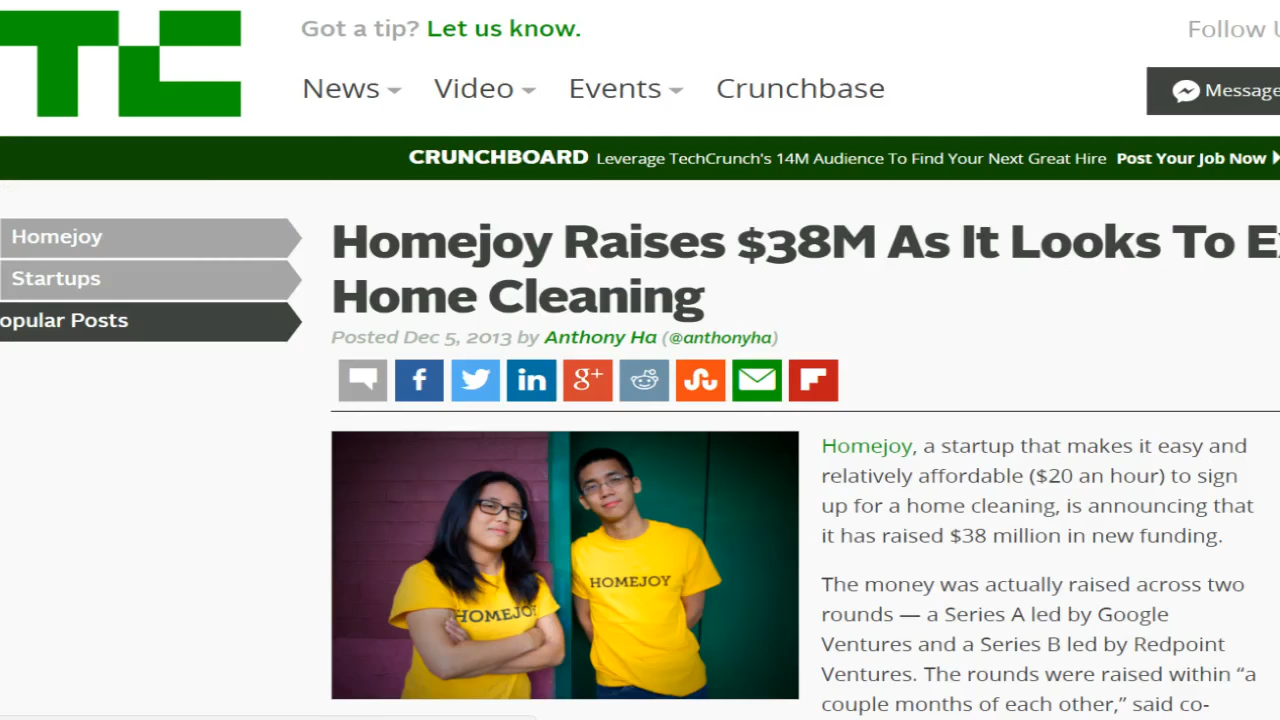 TC
Got a tip? Let us know.
Follow
News
Video
Events
Crunchbase
Message
CRUNCHBOARD Leverage TechCrunch's 14M Audience To Find Your Next Great Hire Post Your Job Now
Homejoy
Startups
opular Posts
Homejoy Raises $38M As It Looks To
Home Cleaning
Posted Dec 5, 2013 by Anthony Ha (@anthonyha)
f
in
g+
HOMEJOY
HOMEJOY
Homejoy, a startup that makes it easy and
relatively affordable ($20 an hour) to sign
up for a home cleaning, is announcing that
it has raised $38 million in new funding.
The money was actually raised across two
rounds — a Series A led by Google
Ventures and a Series B led by Redpoint
Ventures. The rounds were raised within “a
couple months of each other,” said co-